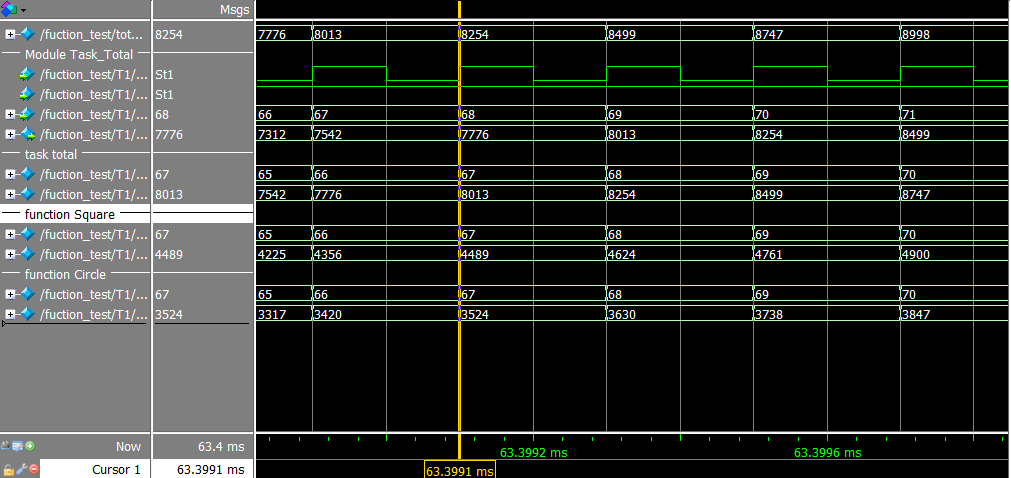 Msgs
/fuction_test/tot... 8254 7776 8013 8254 8499 8747 8998
Module Task_Total
/fuction_test/T1/... St1
/fuction_test/T1/... St1
/fuction_test/T1/... 68 66 67 68 69 70 71
/fuction_test/T1/... 7776 7312 7542 7776 8013 8254 8499
task total
/fuction_test/T1/... 67 65 66 67 68 69 70
/fuction_test/T1/... 8013 7542 7776 8013 8254 8499 8747
function Square
/fuction_test/T1/... 67 65 66 67 68 69 70
/fuction_test/T1/... 4489 4225 4356 4489 4624 4761 4900
function Circle
/fuction_test/T1/... 67 65 66 67 68 69 70
/fuction_test/T1/... 3524 3317 3420 3524 3630 3738 3847
Now 63.4 ms 63.3992 ms 63.3996 ms
Cursor 1 63.3991 ms 63.3991 ms